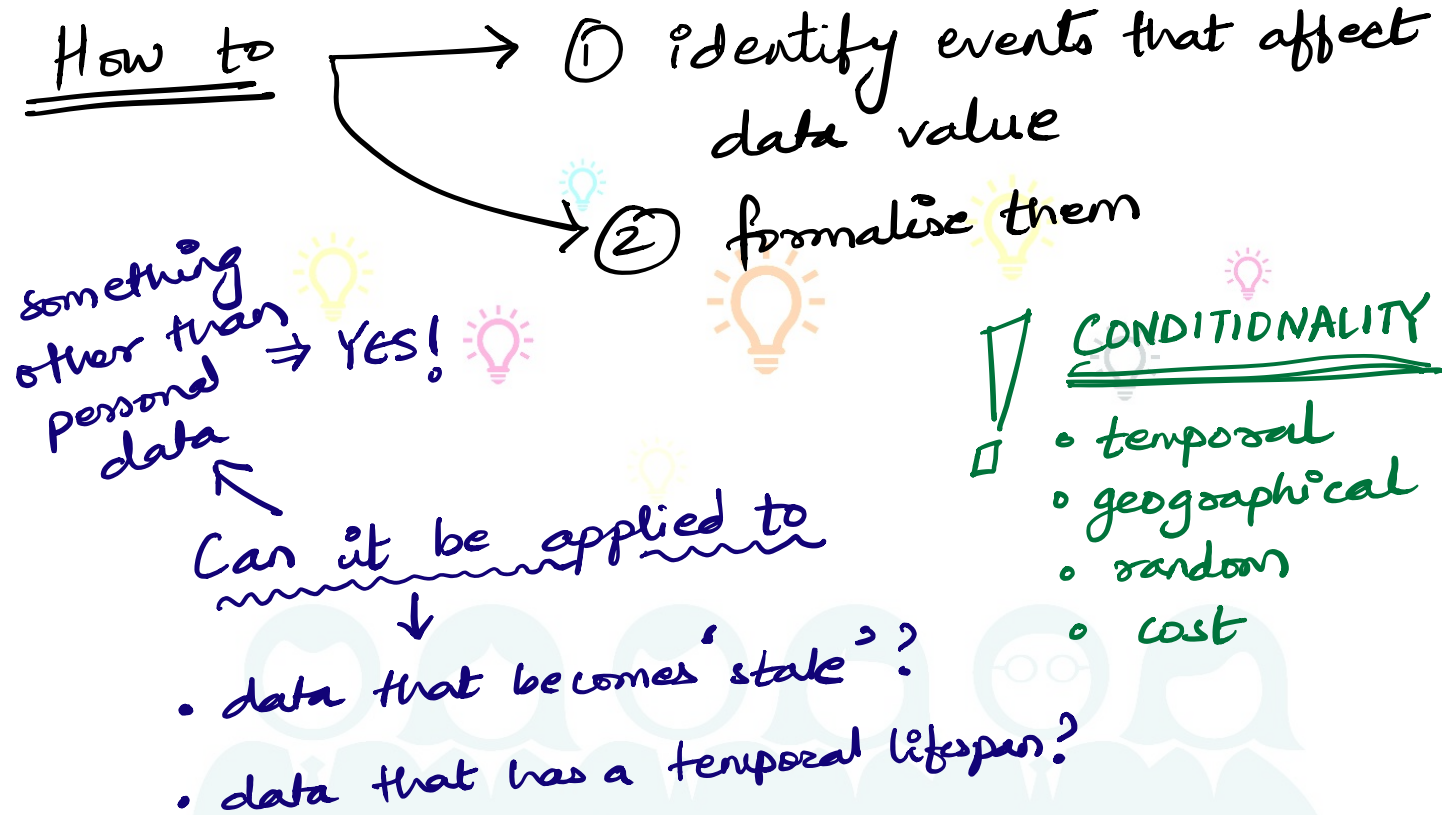 How to
① identify events that affect
data value
② formalise them
something
other than
personal
data
⇒ YES!
CONDITIONALITY
• temporal
• geographical
• random
• cost
Can it be applied to
• data that becomes 'stale'?
• data that has a temporal lifespan?